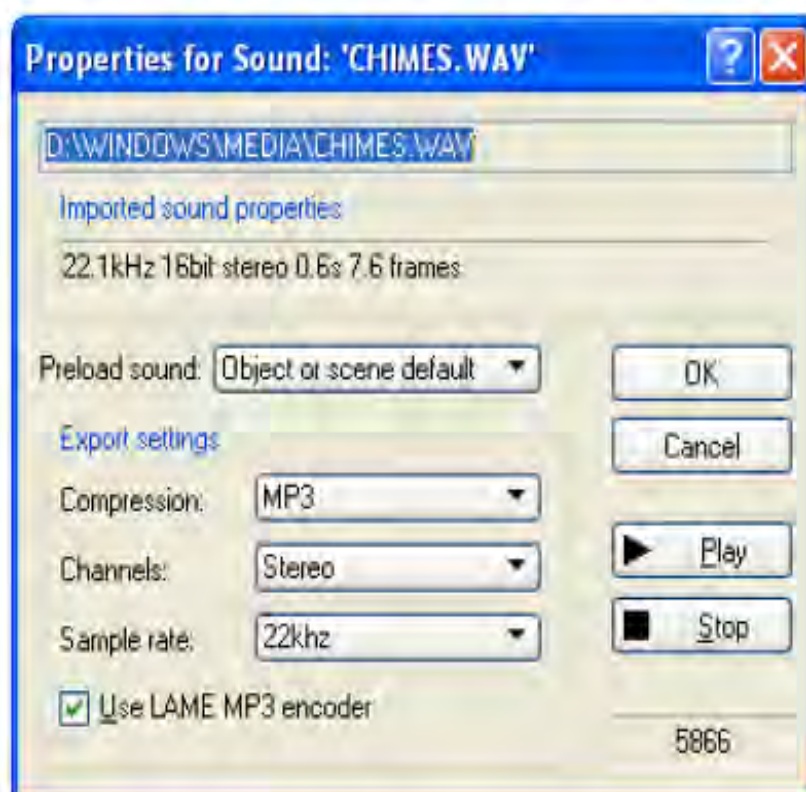 Properties for Sound: 'CHIMES.WAV'
?
D:\WINDOWS\MEDIA\CHIMES.WAV
Imported sound properties
22.1kHz 16bit stereo 0.6s 7.6 frames
Preload sound: Object or scene default
OK
Export settings
Cancel
Compression: MP3
Play
Channels: Stereo
Stop
Sample rate: 22khz
Use LAME MP3 encoder
5866